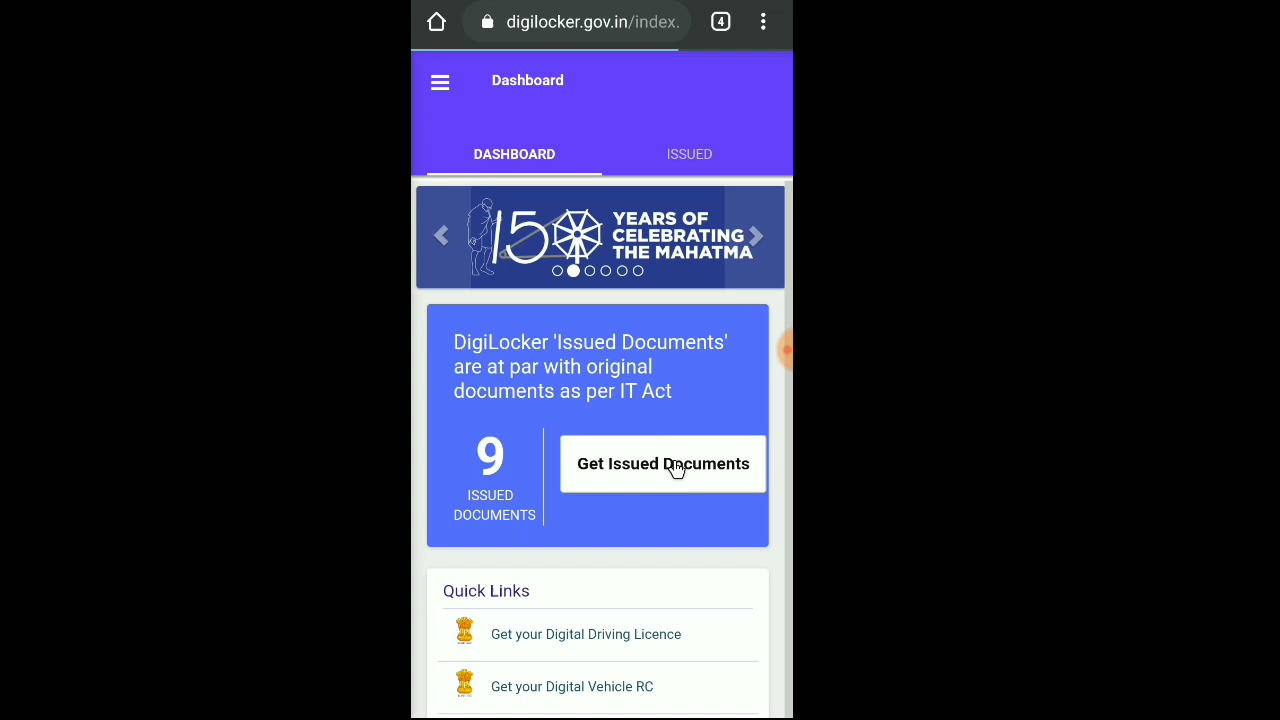 digilocker.gov.in/index.
4
Dashboard
DASHBOARD
ISSUED
150
YEARS OF
CELEBRATING
THE MAHATMA
DigiLocker 'Issued Documents'
are at par with original
documents as per IT Act
9
ISSUED
DOCUMENTS
Get Issued Documents
Quick Links
Get your Digital Driving Licence
Get your Digital Vehicle RC